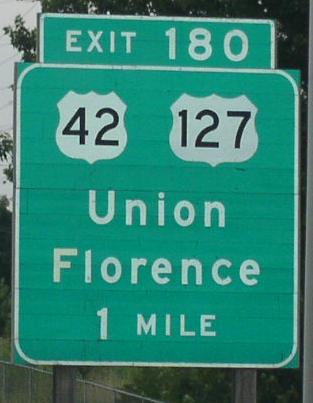 EXIT 180
42 127
Union
Florence
1 MILE